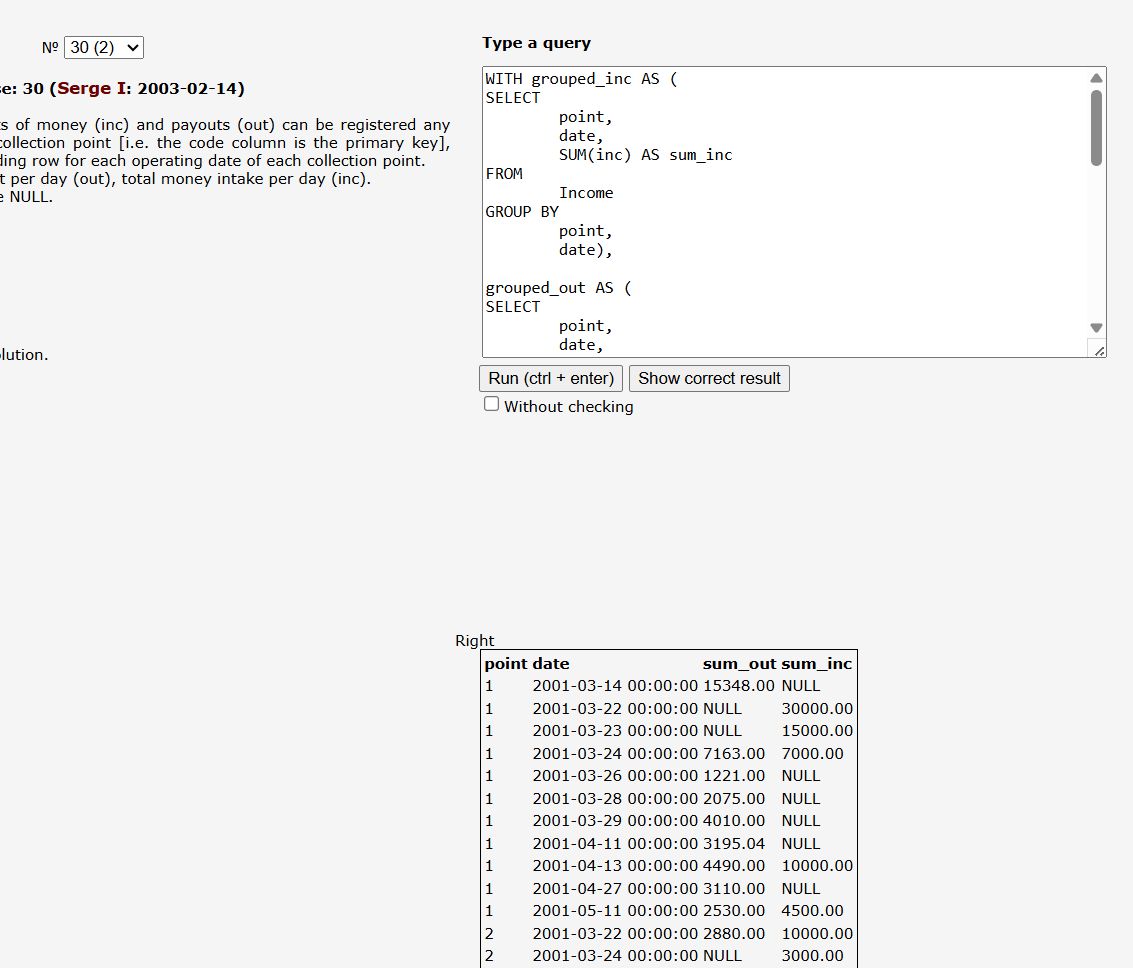 Nº 30 (2)
Type a query
e: 30 (Serge I: 2003-02-14)
s of money (inc) and payouts (out) can be registered any
collection point [i.e. the code column is the primary key],
ding row for each operating date of each collection point.
t per day (out), total money intake per day (inc).
e NULL.
lution.
WITH grouped_inc AS (
SELECT
point,
date,
SUM(inc) AS sum_inc
FROM
Income
GROUP BY
point,
date),
grouped_out AS (
SELECT
point,
date,
Run (ctrl + enter) Show correct result
Without checking
Right
point date sum_out sum_inc
1 2001-03-14 00:00:00 15348.00 NULL
1 2001-03-22 00:00:00 NULL 30000.00
1 2001-03-23 00:00:00 NULL 15000.00
1 2001-03-24 00:00:00 7163.00 7000.00
1 2001-03-26 00:00:00 1221.00 NULL
1 2001-03-28 00:00:00 2075.00 NULL
1 2001-03-29 00:00:00 4010.00 NULL
1 2001-04-11 00:00:00 3195.04 NULL
1 2001-04-13 00:00:00 4490.00 10000.00
1 2001-04-27 00:00:00 3110.00 NULL
1 2001-05-11 00:00:00 2530.00 4500.00
2 2001-03-22 00:00:00 2880.00 10000.00
2 2001-03-24 00:00:00 NULL 3000.00